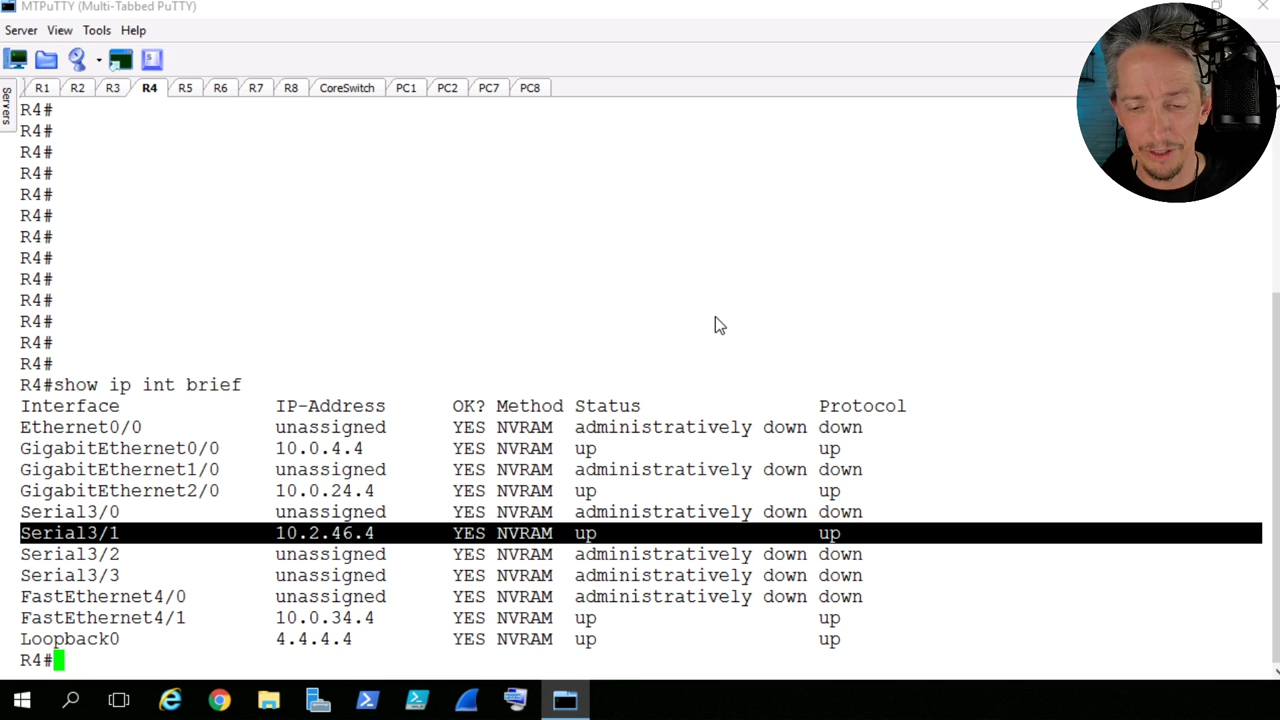 MTPuTTY (Multi-Tabbed PuTTY)
Server View Tools Help
Servers
R1 R2 R3 R4 R5 R6 R7 R8 CoreSwitch PC1 PC2 PC7 PC8
R4#
R4#
R4#
R4#
R4#
R4#
R4#
R4#
R4#
R4#
R4#
R4#
R4#
R4#show ip int brief
Interface IP-Address OK? Method Status Protocol
Ethernet0/0 unassigned YES NVRAM administratively down down
GigabitEthernet0/0 10.0.4.4 YES NVRAM up up
GigabitEthernet1/0 unassigned YES NVRAM administratively down down
GigabitEthernet2/0 10.0.24.4 YES NVRAM up up
Serial3/0 unassigned YES NVRAM administratively down down
Serial3/1 10.2.46.4 YES NVRAM up up
Serial3/2 unassigned YES NVRAM administratively down down
Serial3/3 unassigned YES NVRAM administratively down down
FastEthernet4/0 unassigned YES NVRAM administratively down down
FastEthernet4/1 10.0.34.4 YES NVRAM up up
Loopback0 4.4.4.4 YES NVRAM up up
R4#